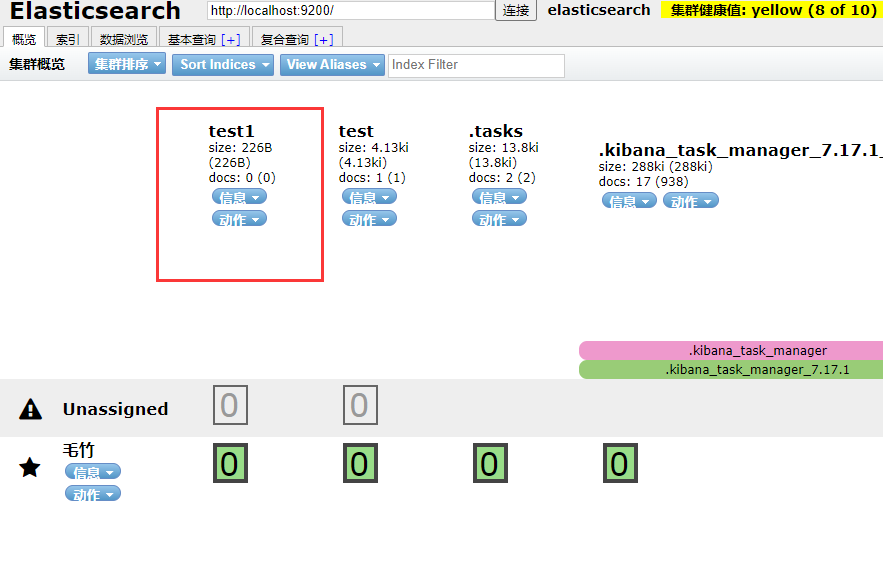 Elasticsearch http://localhost:9200/ 连接 elasticsearch 集群健康值: yellow (8 of 10)
概览 索引 数据浏览 基本查询 [+] 复合查询 [+]
集群概览 集群排序 Sort Indices View Aliases Index Filter
test1
size: 226B
(226B)
docs: 0 (0)
信息
动作
test
size: 4.13ki
(4.13ki)
docs: 1 (1)
信息
动作
.tasks
size: 13.8ki
(13.8ki)
docs: 2 (2)
信息
动作
.kibana_task_manager_7.17.1_
size: 288ki (288ki)
docs: 17 (938)
信息 动作
.kibana_task_manager
.kibana_task_manager_7.17.1
Unassigned 0 0
毛竹 0 0 0 0
信息
动作